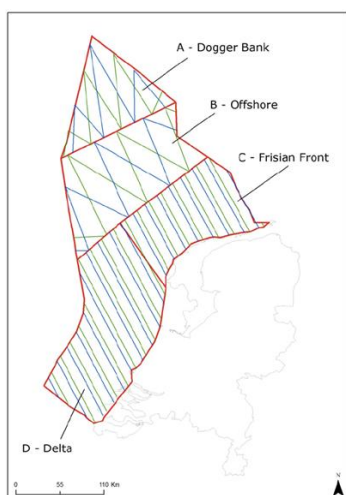 A - Dogger Bank
B - Offshore
C - Frisian Front
D - Delta
0 55 110 Km
N